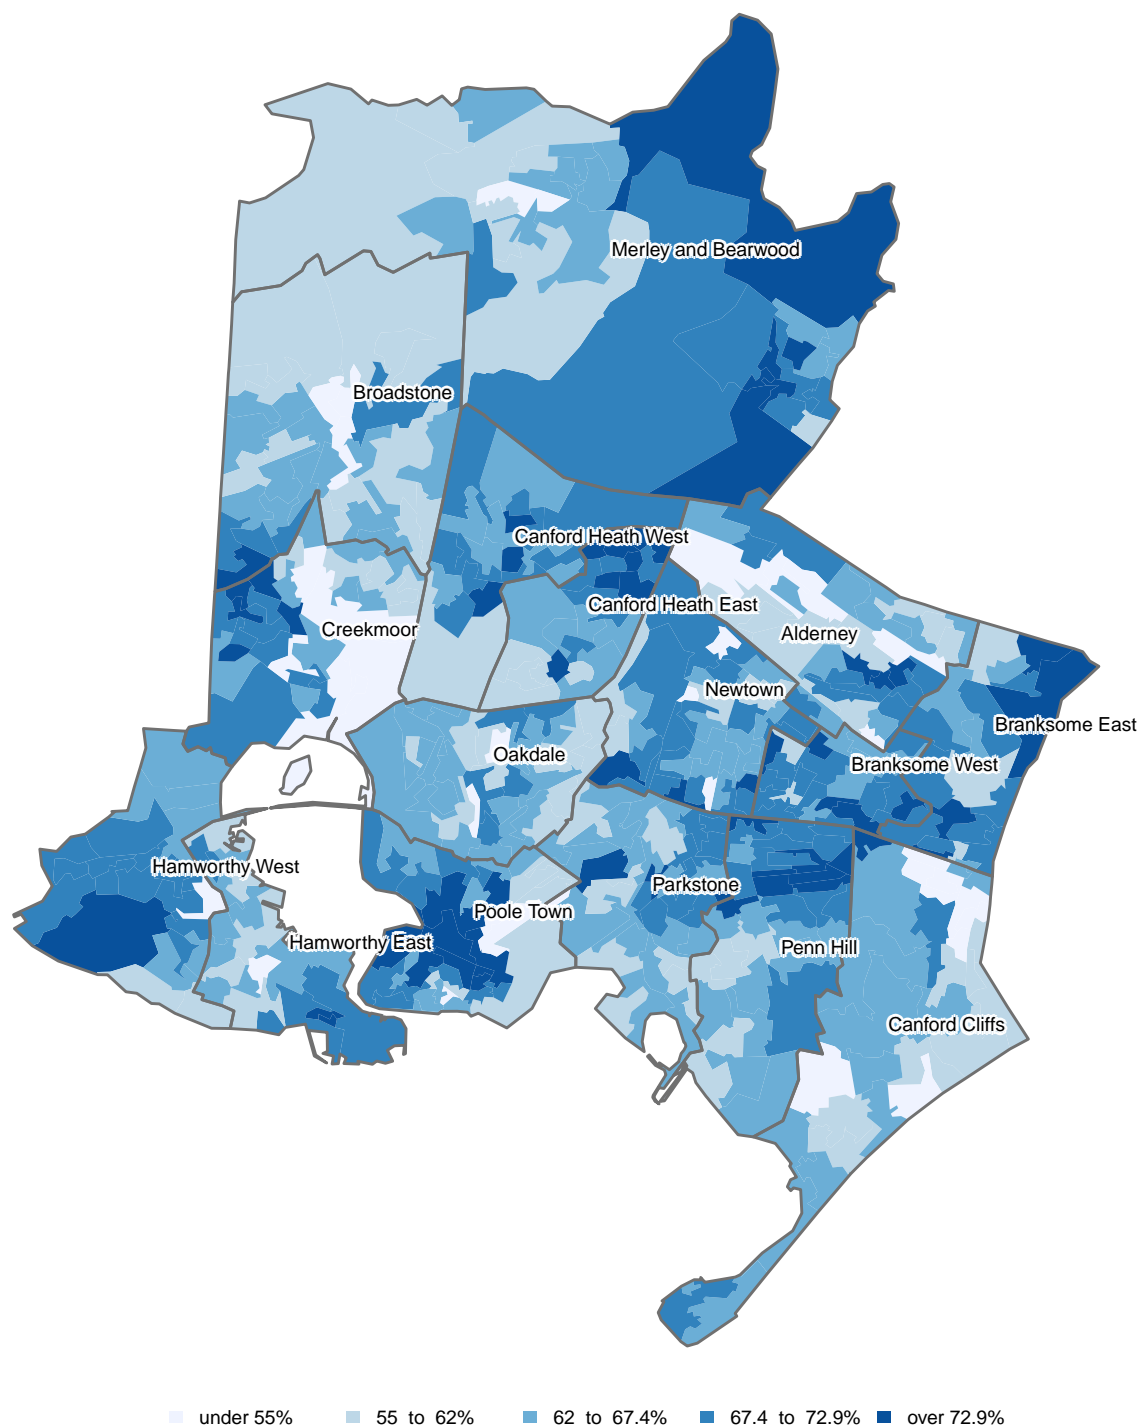 Merley and Bearwood
Broadstone
Canford Heath West
Canford Heath East
Creekmoor
Alderney
Newtown
Branksome East
Oakdale
Branksome West
Hamworthy West
Parkstone
Poole Town
Hamworthy East
Penn Hill
Canford Cliffs
under 55% 55 to 62% 62 to 67.4% 67.4 to 72.9% over 72.9%